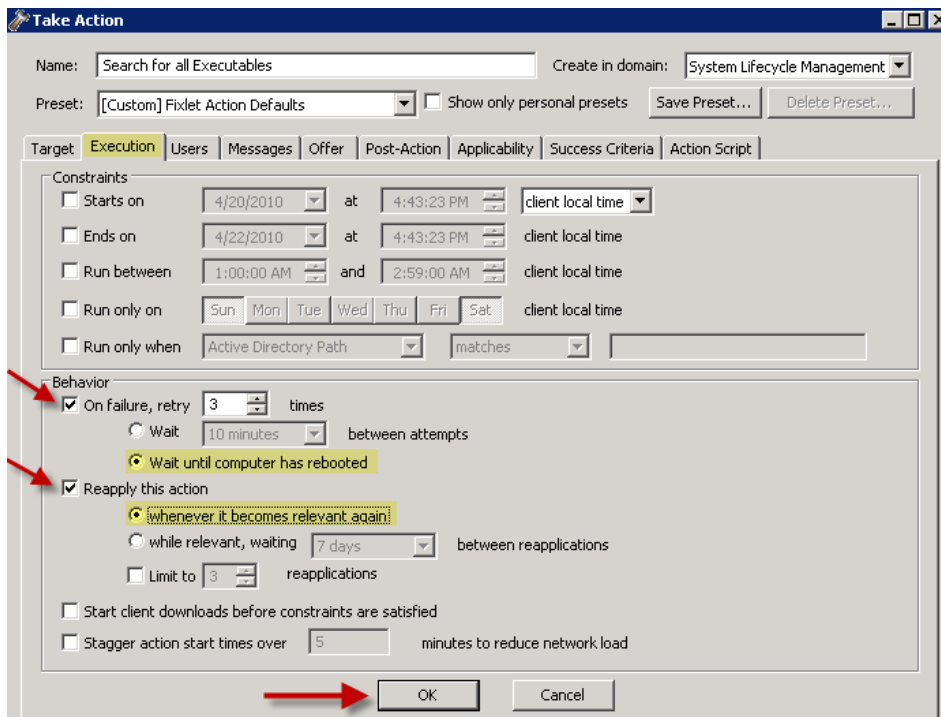 Take Action
Name: Search for all Executables Create in domain: System Lifecycle Management
Preset: [Custom] Fixlet Action Defaults Show only personal presets Save Preset... Delete Preset...
Target Execution Users Messages Offer Post-Action Applicability Success Criteria Action Script
Constraints
Starts on 4/20/2010 at 4:43:23 PM client local time
Ends on 4/22/2010 at 4:43:23 PM client local time
Run between 1:00:00 AM and 2:59:00 AM client local time
Run only on Sun Mon Tue Wed Thu Fri Sat client local time
Run only when Active Directory Path matches
Behavior
On failure, retry 3 times
Wait 10 minutes between attempts
Wait until computer has rebooted
Reapply this action
whenever it becomes relevant again
while relevant, waiting 7 days between reapplications
Limit to 3 reapplications
Start client downloads before constraints are satisfied
Stagger action start times over 5 minutes to reduce network load
OK Cancel